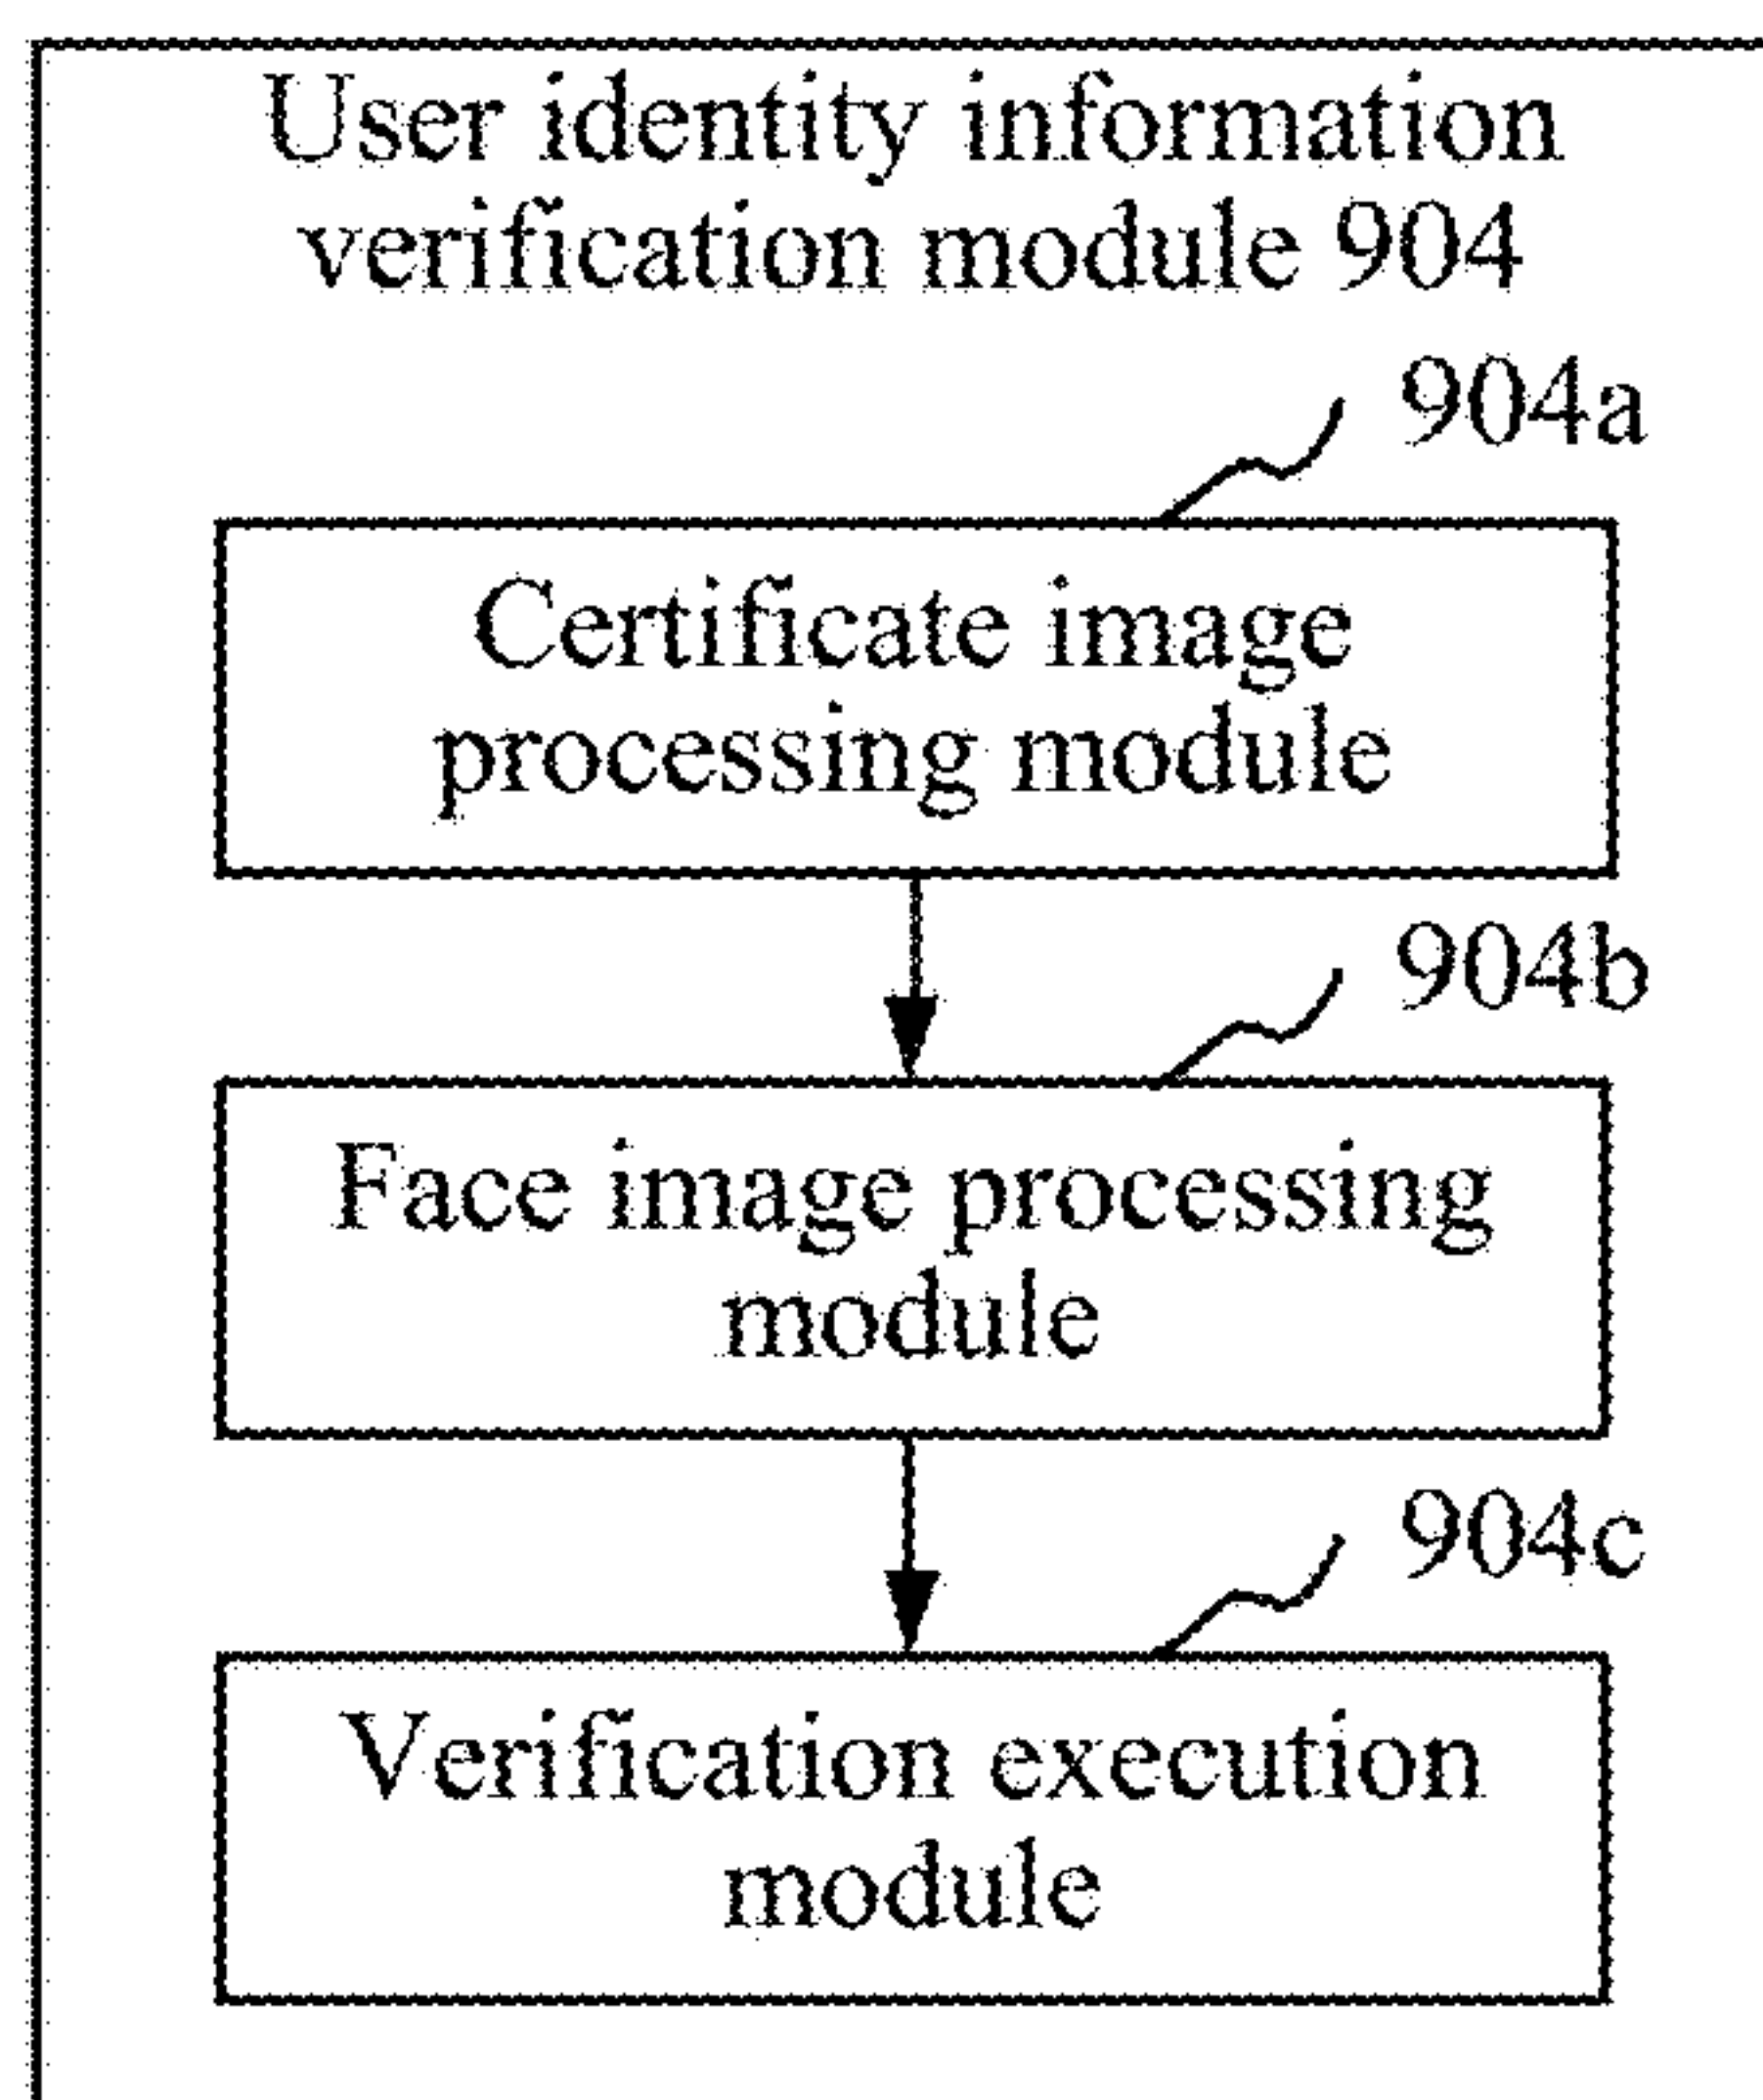 User identity information
verification module 904
904a
Certificate image
processing module
904b
Face image processing
module
904c
Verification execution
module